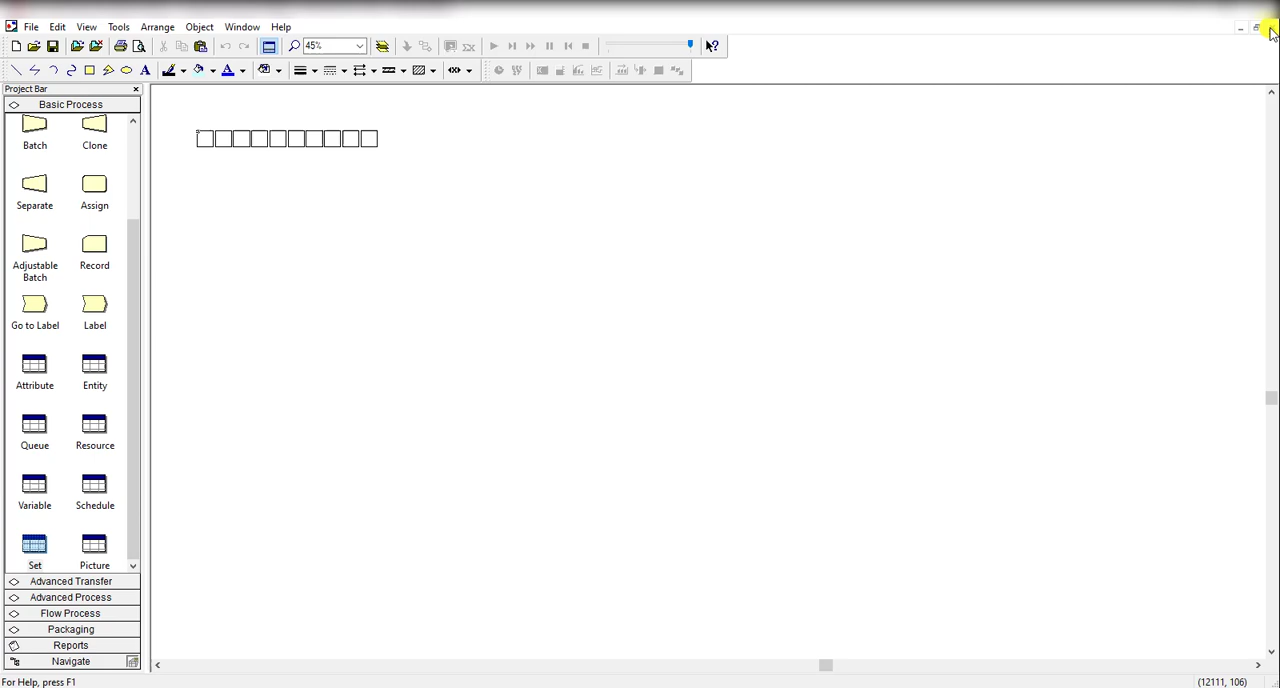 File Edit View Tools Arrange Object Window Help
45%
A A
Project Bar
Basic Process
Batch Clone
Separate Assign
Adjustable Batch Record
Go to Label Label
Attribute Entity
Queue Resource
Variable Schedule
Set Picture
Advanced Transfer
Advanced Process
Flow Process
Packaging
Reports
Navigate
For Help, press F1 (12111, 106)